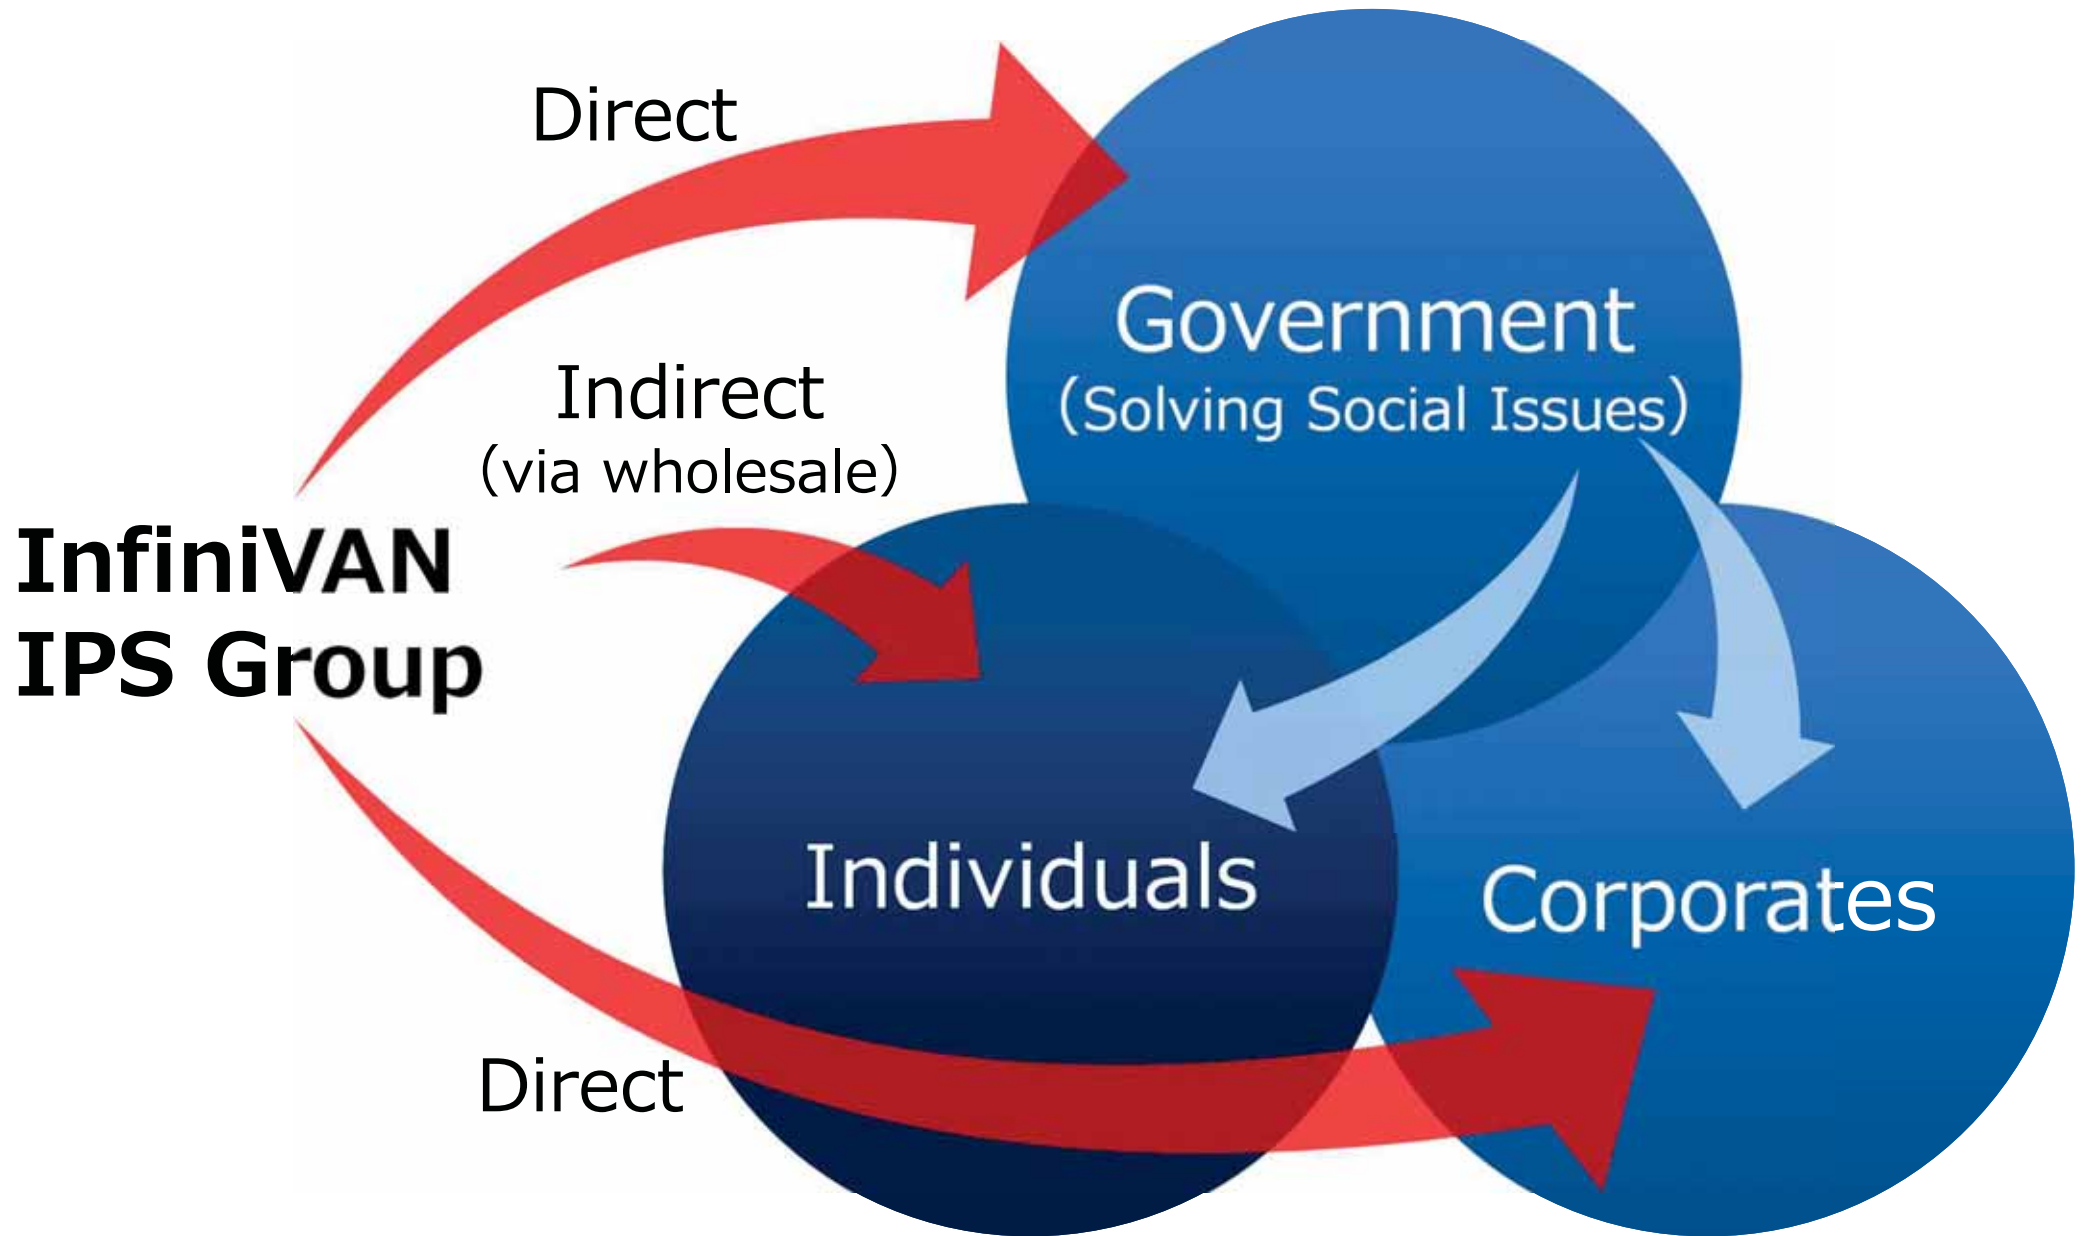 Direct
Government
（Solving Social Issues）
Indirect
（via wholesale）
InfiniVAN
IPS Group
Individuals
Corporates
Direct